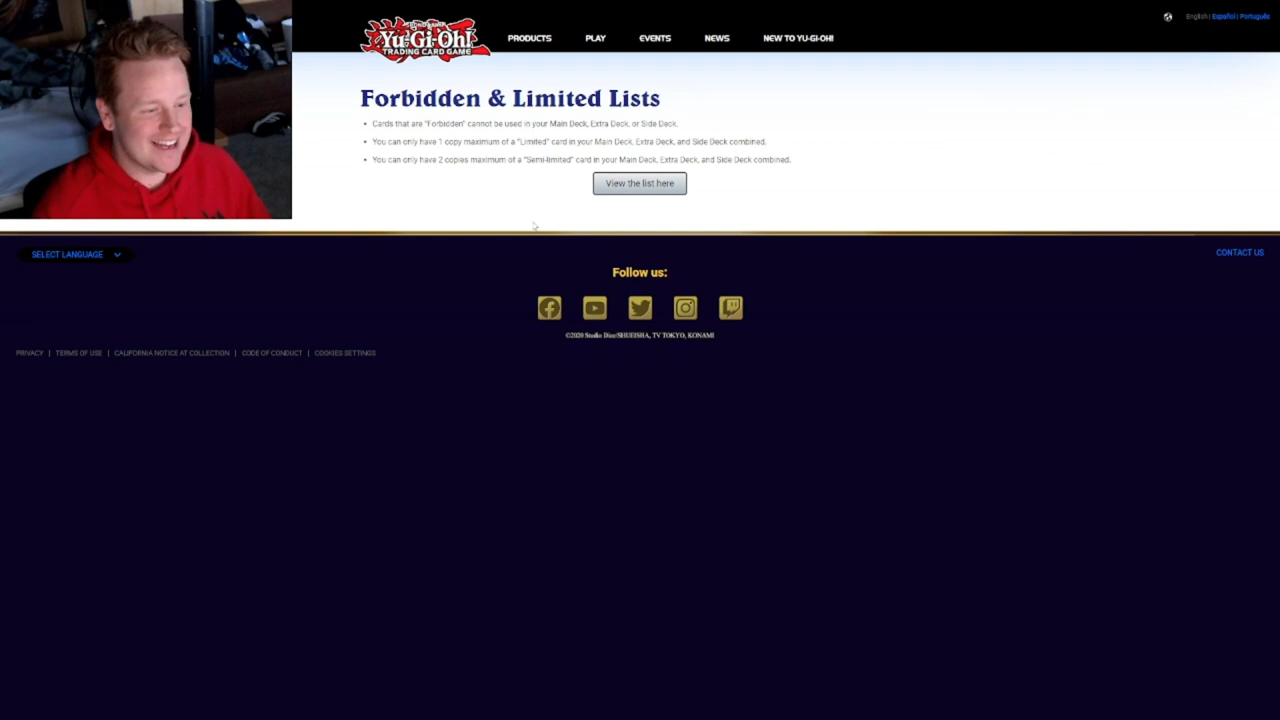 English | Español | Português
Yu-Gi-Oh!
TRADING CARD GAME
PRODUCTS PLAY EVENTS NEWS NEW TO YU-GI-OH!
Forbidden & Limited Lists
• Cards that are "Forbidden" cannot be used in your Main Deck, Extra Deck, or Side Deck.
• You can only have 1 copy maximum of a "Limited" card in your Main Deck, Extra Deck, and Side Deck combined.
• You can only have 2 copies maximum of a "Semi-limited" card in your Main Deck, Extra Deck, and Side Deck combined.
View the list here
SELECT LANGUAGE
CONTACT US
Follow us:
©2020 Studio Dice/SHUEISHA, TV TOKYO, KONAMI
PRIVACY | TERMS OF USE | CALIFORNIA NOTICE AT COLLECTION | CODE OF CONDUCT | COOKIES SETTINGS